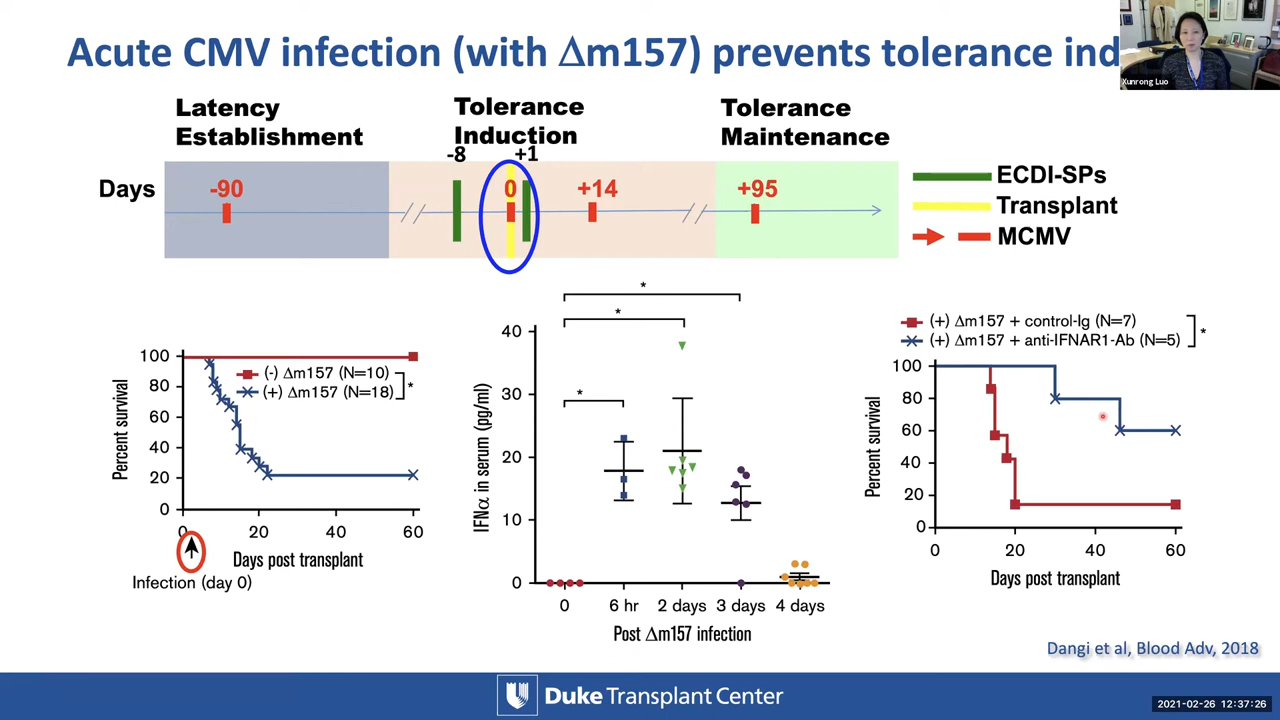 Acute CMV infection (with Δm157) prevents tolerance ind
Xunrong Luo
Latency
Establishment
Tolerance
Induction
Tolerance
Maintenance
-8
+1
Days
-90
0
+14
+95
ECDI-SPs
Transplant
MCMV
Percent survival
100
80
60
40
20
0
(-) Δm157 (N=10)
(+) Δm157 (N=18)
*
0
20
40
60
Days post transplant
Infection (day 0)
IFNα in serum (pg/ml)
40
30
20
10
0
*
*
*
0
6 hr
2 days
3 days
4 days
Post Δm157 infection
(+) Δm157 + control-Ig (N=7)
(+) Δm157 + anti-IFNAR1-Ab (N=5)
*
Percent survival
100
80
60
40
20
0
0
20
40
60
Days post transplant
Dangi et al, Blood Adv, 2018
Duke Transplant Center
2021-02-26 12:37:26